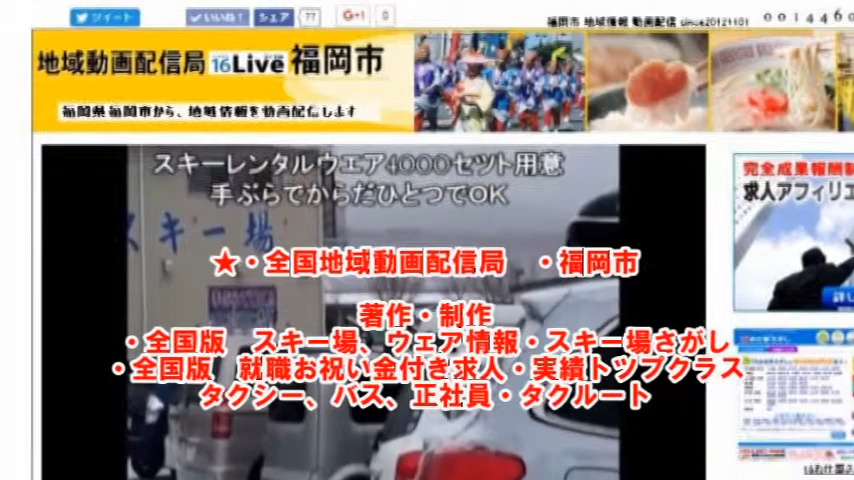 ツイート いいね! シェア 77 G+1 0
福岡市 地域情報 動画配信 since20121101 0014460
地域動画配信局 16Live 福岡市
福岡県福岡市から、地域情報を動画配信します
スキーレンタルウエア4000セツト用意
手ぶらでからだひとつでOK
スキー場
完全成果報酬制
求人アフィリエ
★・全国地域動画配信局 ・福岡市
著作・制作
・全国版 スキー場、ウェア情報・スキー場さがし
・全国版 就職お祝い金付き求人・実績トツプクラス
タクシー、バス、正社員・タクルート
詳し